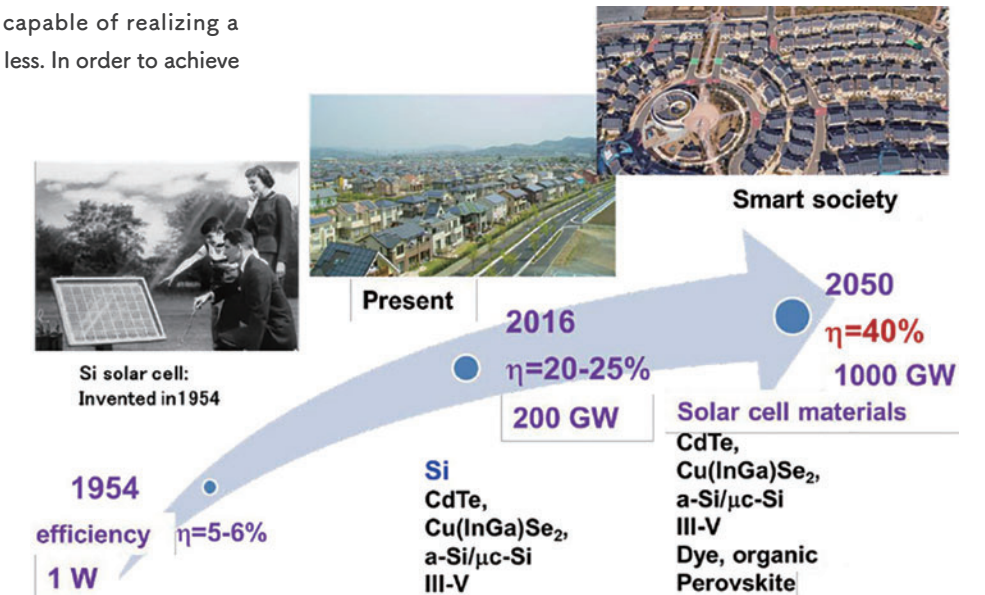 capable of realizing a
less. In order to achieve
Smart society
Present
Si solar cell:
Invented in1954
2050
η=40%
1000 GW
2016
η=20-25%
200 GW
Solar cell materials
CdTe,
Cu(InGa)Se₂,
a-Si/μc-Si
III-V
Dye, organic
Perovskite
Si
CdTe,
Cu(InGa)Se₂,
a-Si/μc-Si
III-V
1954
efficiency η=5-6%
1 W